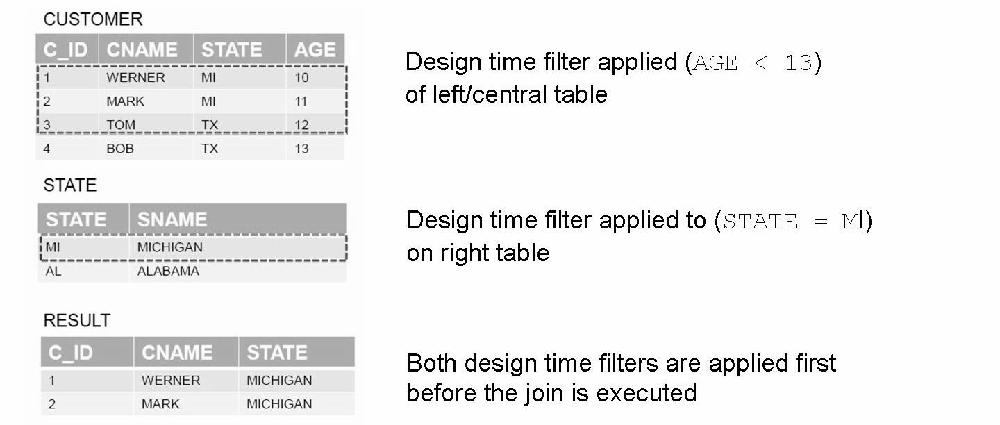 CUSTOMER
C_ID CNAME STATE AGE
1 WERNER MI 10
2 MARK MI 11
3 TOM TX 12
4 BOB TX 13
Design time filter applied (AGE < 13)
of left/central table
STATE
STATE SNAME
MI MICHIGAN
AL ALABAMA
Design time filter applied to (STATE = MI)
on right table
RESULT
C_ID CNAME STATE
1 WERNER MICHIGAN
2 MARK MICHIGAN
Both design time filters are applied first
before the join is executed